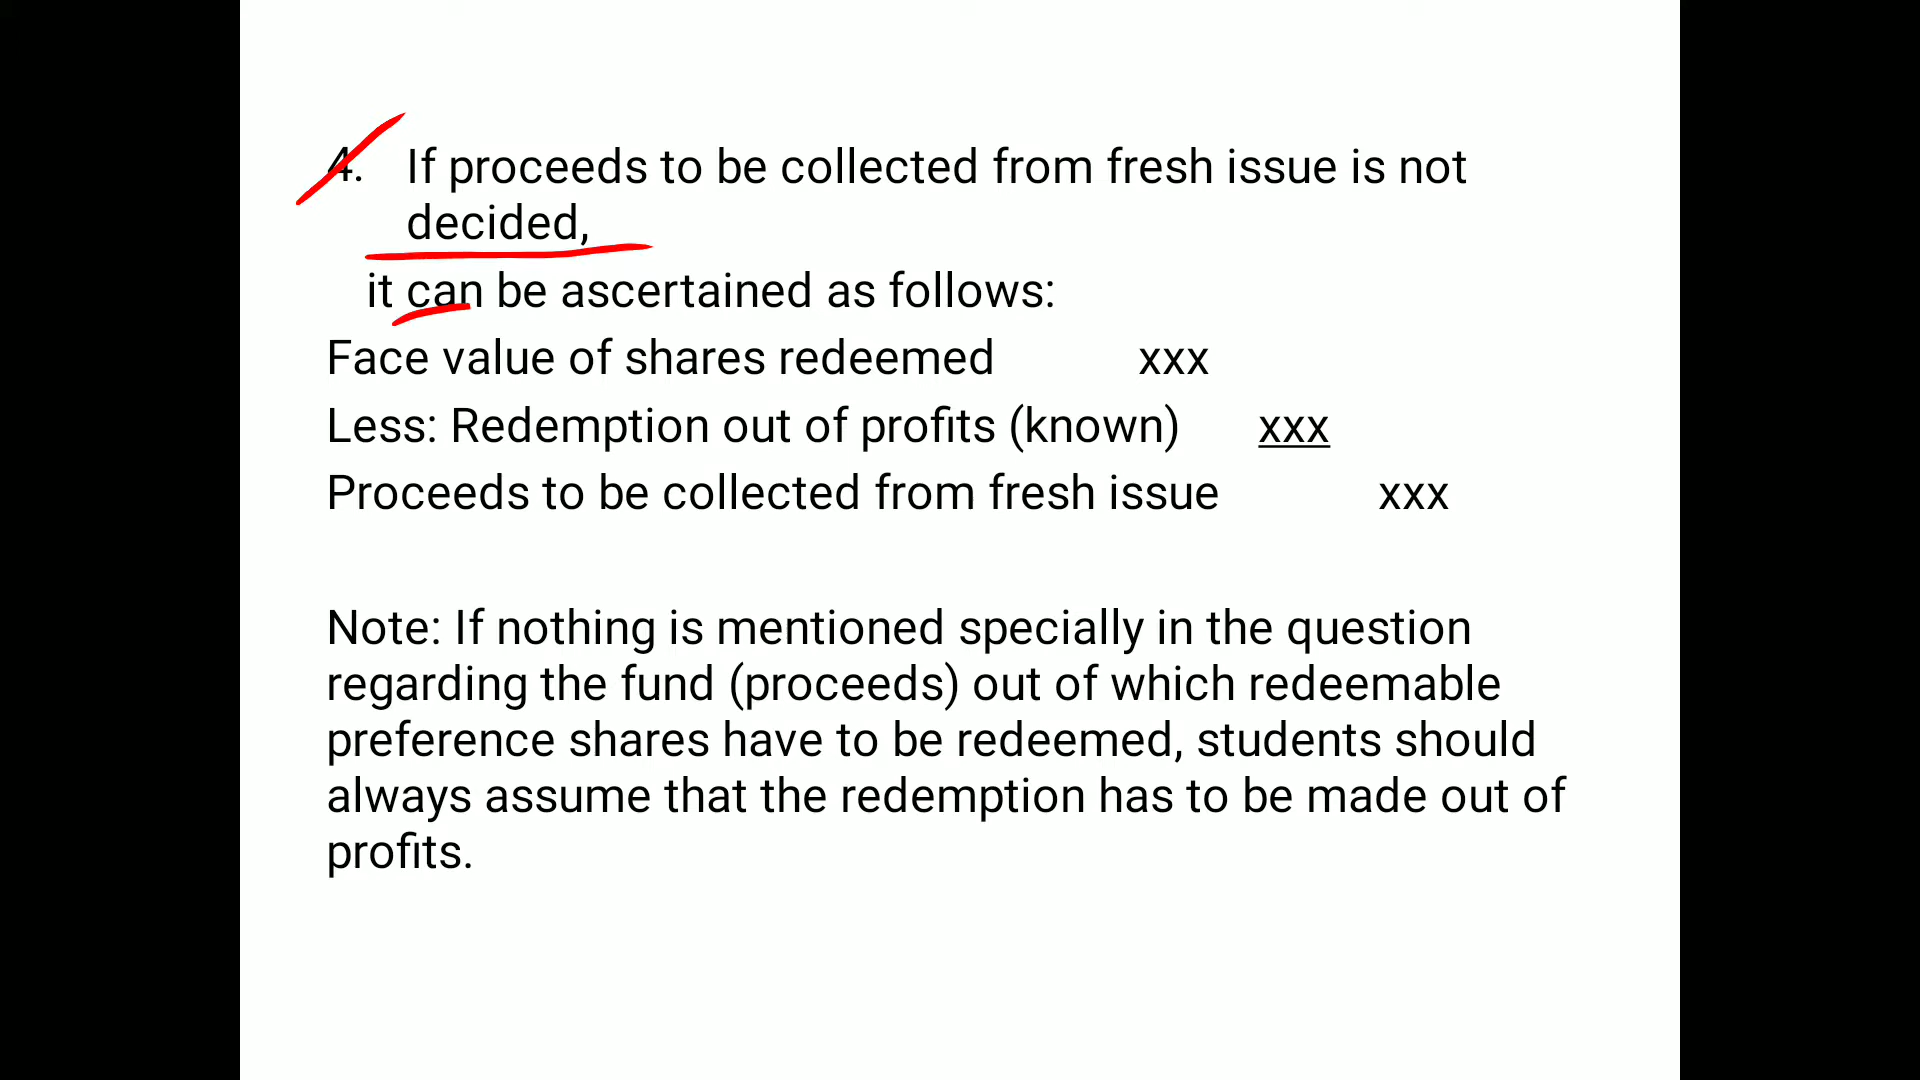 4. If proceeds to be collected from fresh issue is not
decided,
it can be ascertained as follows:
Face value of shares redeemed xxx
Less: Redemption out of profits (known) xxx
Proceeds to be collected from fresh issue xxx
Note: If nothing is mentioned specially in the question
regarding the fund (proceeds) out of which redeemable
preference shares have to be redeemed, students should
always assume that the redemption has to be made out of
profits.